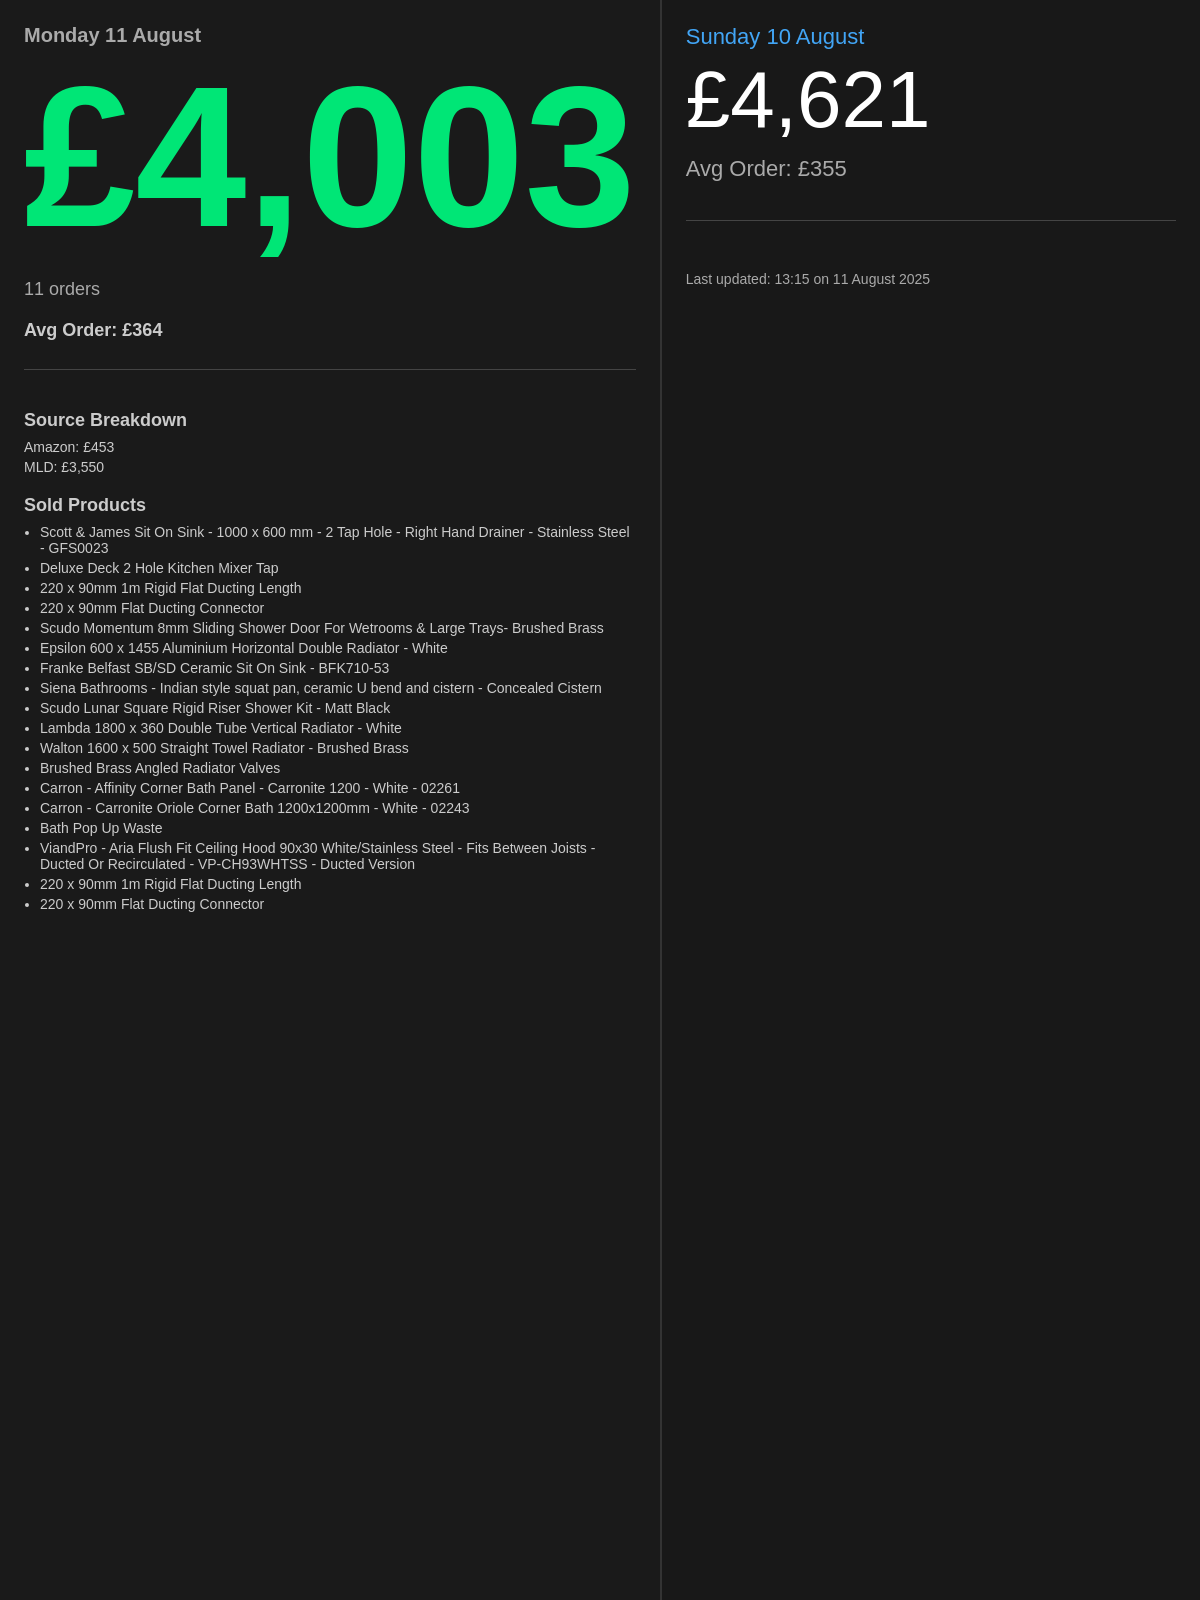 Monday 11 August
£4,003
11 orders
Avg Order: £364
Source Breakdown
Amazon: £453
MLD: £3,550
Sold Products
• Scott & James Sit On Sink - 1000 x 600 mm - 2 Tap Hole - Right Hand Drainer - Stainless Steel
- GFS0023
• Deluxe Deck 2 Hole Kitchen Mixer Tap
• 220 x 90mm 1m Rigid Flat Ducting Length
• 220 x 90mm Flat Ducting Connector
• Scudo Momentum 8mm Sliding Shower Door For Wetrooms & Large Trays- Brushed Brass
• Epsilon 600 x 1455 Aluminium Horizontal Double Radiator - White
• Franke Belfast SB/SD Ceramic Sit On Sink - BFK710-53
• Siena Bathrooms - Indian style squat pan, ceramic U bend and cistern - Concealed Cistern
• Scudo Lunar Square Rigid Riser Shower Kit - Matt Black
• Lambda 1800 x 360 Double Tube Vertical Radiator - White
• Walton 1600 x 500 Straight Towel Radiator - Brushed Brass
• Brushed Brass Angled Radiator Valves
• Carron - Affinity Corner Bath Panel - Carronite 1200 - White - 02261
• Carron - Carronite Oriole Corner Bath 1200x1200mm - White - 02243
• Bath Pop Up Waste
• ViandPro - Aria Flush Fit Ceiling Hood 90x30 White/Stainless Steel - Fits Between Joists -
Ducted Or Recirculated - VP-CH93WHTSS - Ducted Version
• 220 x 90mm 1m Rigid Flat Ducting Length
• 220 x 90mm Flat Ducting Connector
Sunday 10 August
£4,621
Avg Order: £355
Last updated: 13:15 on 11 August 2025